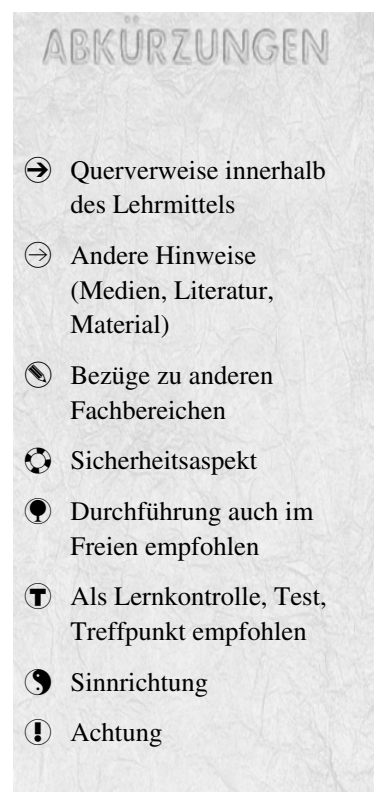 ABKÜRZUNGEN
Querverweise innerhalb
des Lehrmittels
Andere Hinweise
(Medien, Literatur,
Material)
Bezüge zu anderen
Fachbereichen
Sicherheitsaspekt
Durchführung auch im
Freien empfohlen
T Als Lernkontrolle, Test,
Treffpunkt empfohlen
Sinnrichtung
! Achtung